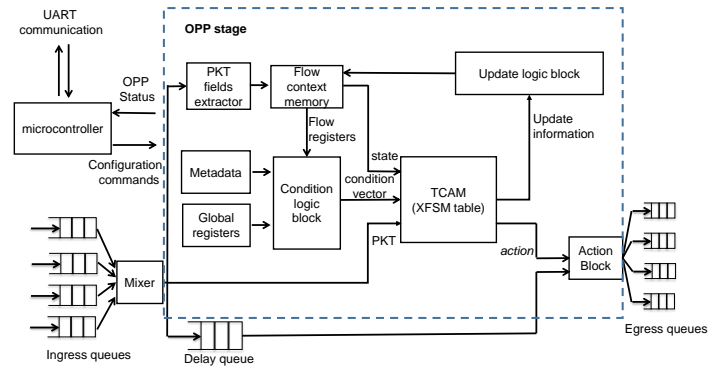 UART
communication
OPP stage
PKT
fields
extractor
Flow
context
memory
Update logic block
OPP
Status
microcontroller
Flow
registers
Update
information
Configuration
commands
Metadata
Global
registers
Condition
logic
block
state
condition
vector
TCAM
(XFSM table)
PKT
action
Mixer
Action
Block
Ingress queues
Delay queue
Egress queues